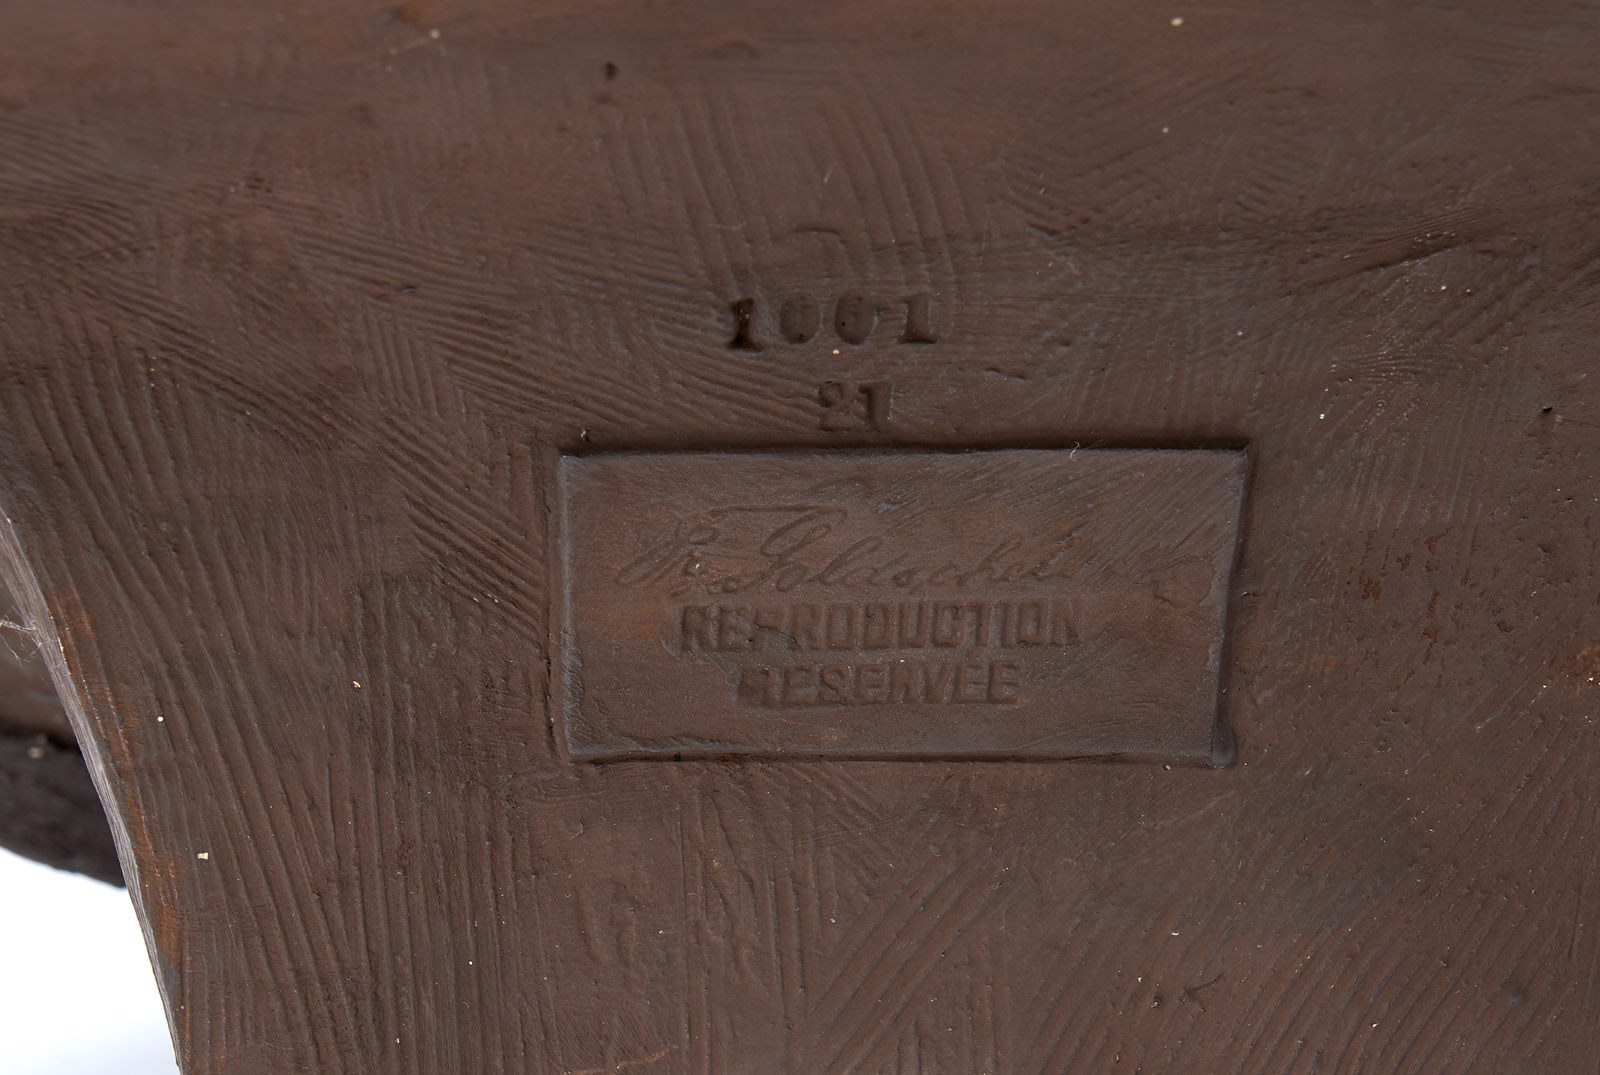 1001
21
Fr. Goldscheider
REPRODUCTION
RESERVÉE